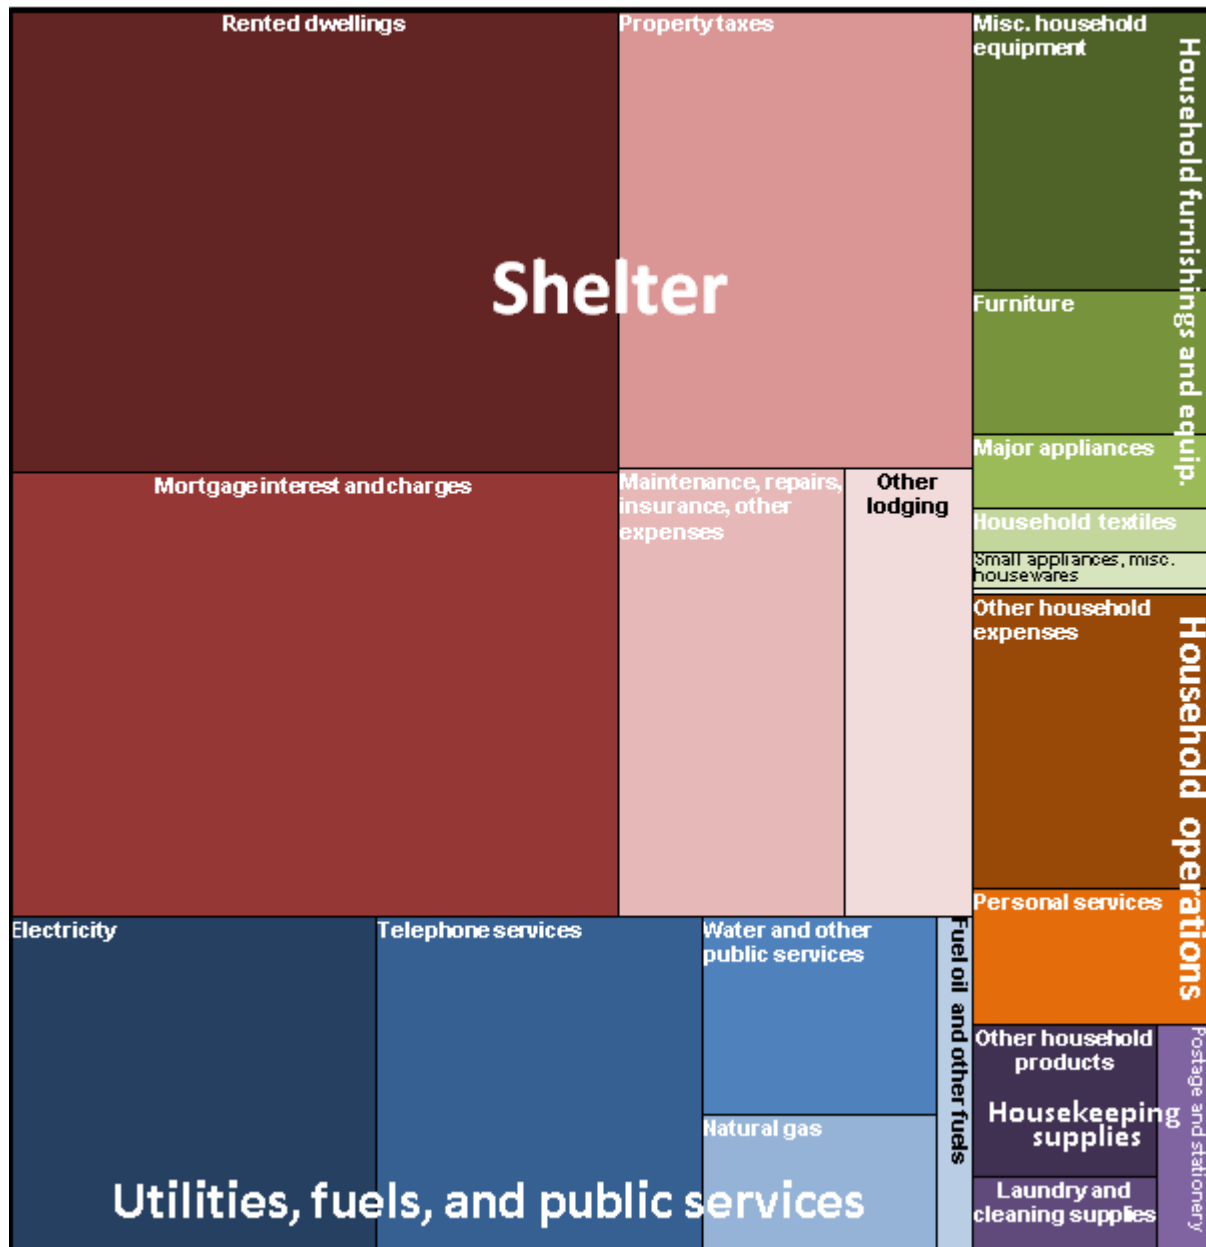 Rented dwellings
Property taxes
Misc. household
equipment
Household furnishings and equip.
Shelter
Furniture
Major appliances
Mortgage interest and charges
Maintenance, repairs,
insurance, other
expenses
Other
lodging
Household textiles
Small appliances, misc.
housewares
Other household
expenses
Household operations
Personal services
Electricity
Telephone services
Water and other
public services
Fuel oil and other fuels
Natural gas
Utilities, fuels, and public services
Other household
products
Postage and stationery
Housekeeping
supplies
Laundry and
cleaning supplies